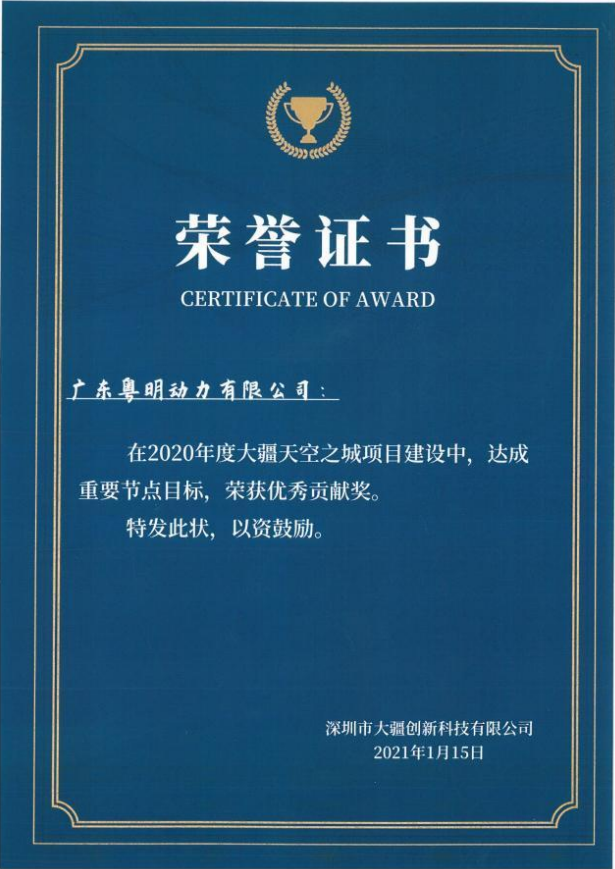 荣誉证书
CERTIFICATE OF AWARD
广东粤明动力有限公司：
在2020年度大疆天空之城项目建设中，达成
重要节点目标，荣获优秀贡献奖。
特发此状，以资鼓励。
深圳市大疆创新科技有限公司
2021年1月15日